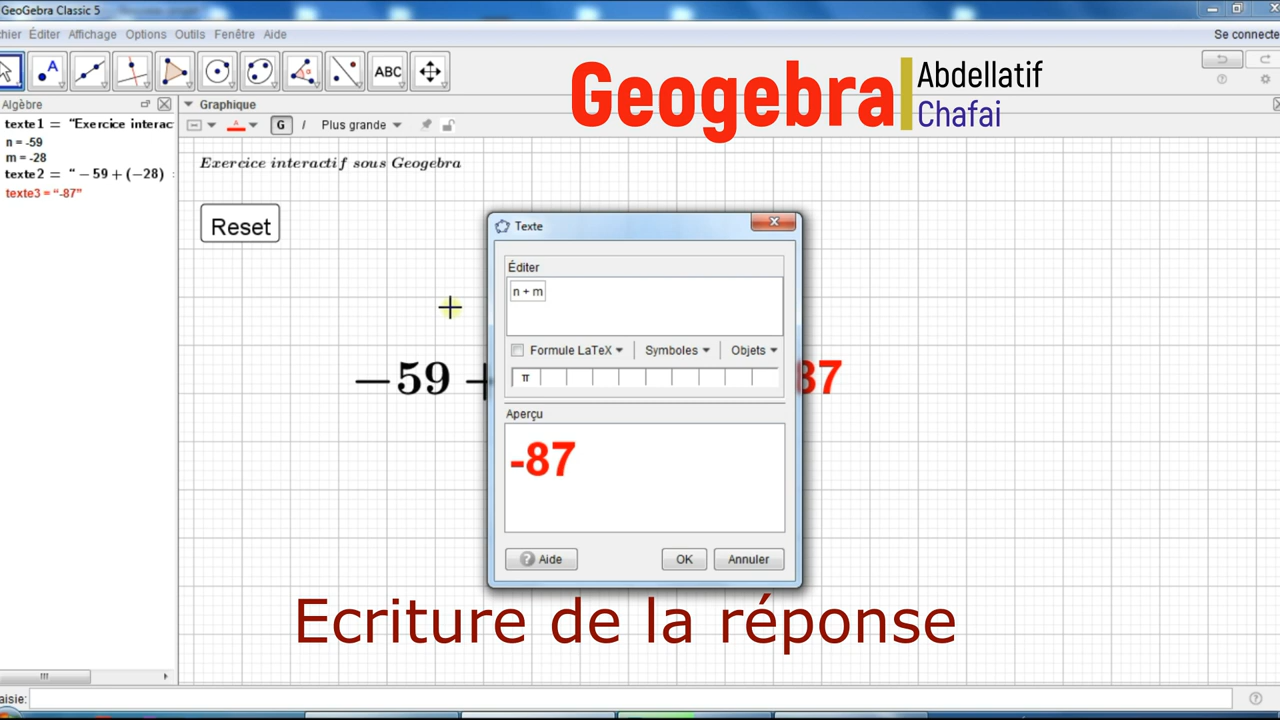 GeoGebra Classic 5
hier Éditer Affichage Options Outils Fenêtre Aide
Se connecte
ABC
Geogebra
Abdellatif
Chafai
Algèbre
Graphique
G I Plus grande
texte1 = "Exercice interac
n = -59
m = -28
texte2 = " − 59 + (−28)
texte3 = "-87"
Exercice interactif sous Geogebra
Reset
Texte
Éditer
n + m
Formule LaTeX Symboles Objets
π
−59 +
87
Aperçu
-87
Aide OK Annuler
Ecriture de la réponse
aisie: